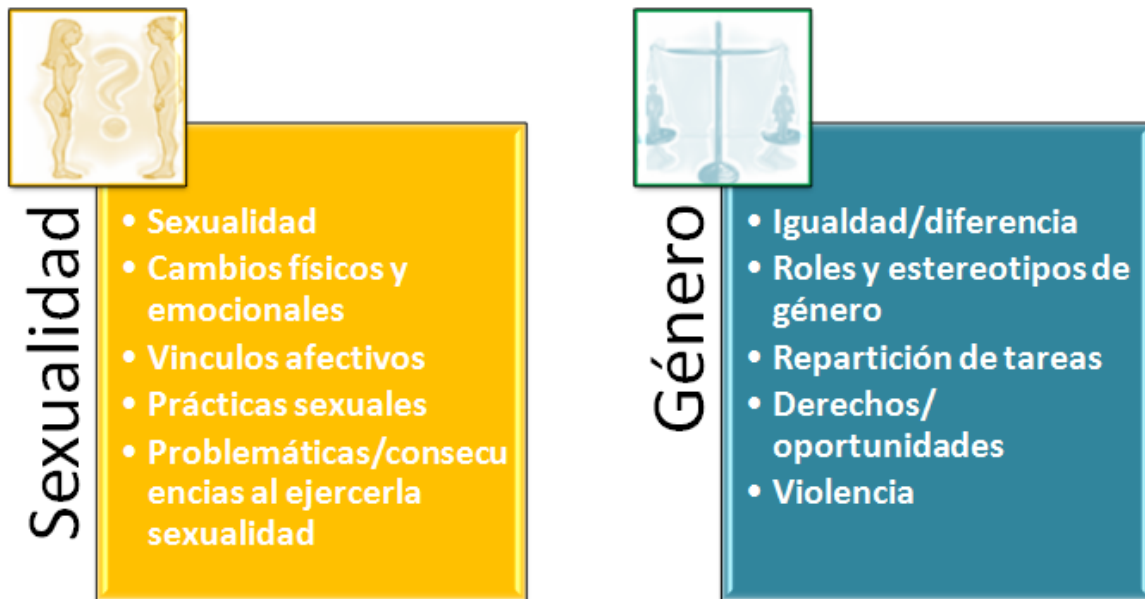 Sexualidad
• Sexualidad
• Cambios físicos y
emocionales
• Vinculos afectivos
• Prácticas sexuales
• Problemáticas/consecu
encias al ejercerla
sexualidad
Género
• Igualdad/diferencia
• Roles y estereotipos de
género
• Repartición de tareas
• Derechos/
oportunidades
• Violencia